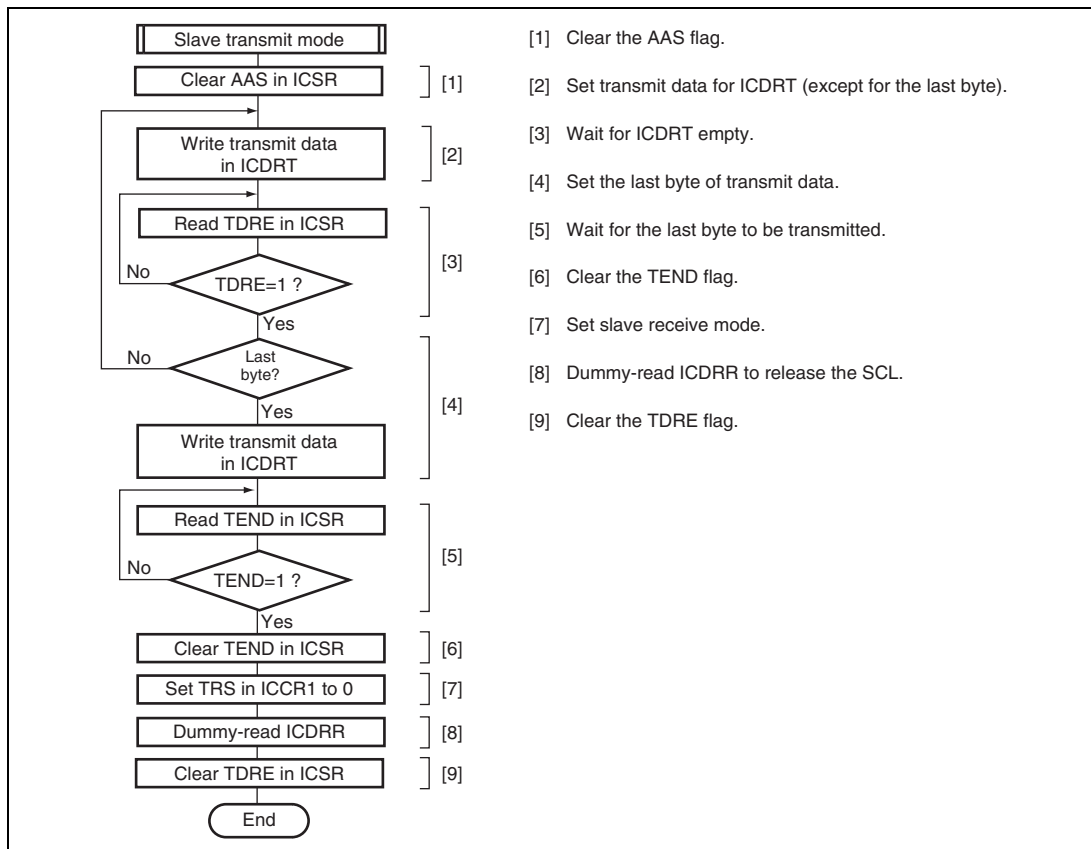 Slave transmit mode
Clear AAS in ICSR
[1]
Write transmit data
in ICDRT
[2]
Read TDRE in ICSR
No
TDRE=1 ?
[3]
Yes
No
Last
byte?
Yes
[4]
Write transmit data
in ICDRT
Read TEND in ICSR
No
TEND=1 ?
[5]
Yes
Clear TEND in ICSR
[6]
Set TRS in ICCR1 to 0
[7]
Dummy-read ICDRR
[8]
Clear TDRE in ICSR
[9]
End
[1] Clear the AAS flag.
[2] Set transmit data for ICDRT (except for the last byte).
[3] Wait for ICDRT empty.
[4] Set the last byte of transmit data.
[5] Wait for the last byte to be transmitted.
[6] Clear the TEND flag.
[7] Set slave receive mode.
[8] Dummy-read ICDRR to release the SCL.
[9] Clear the TDRE flag.